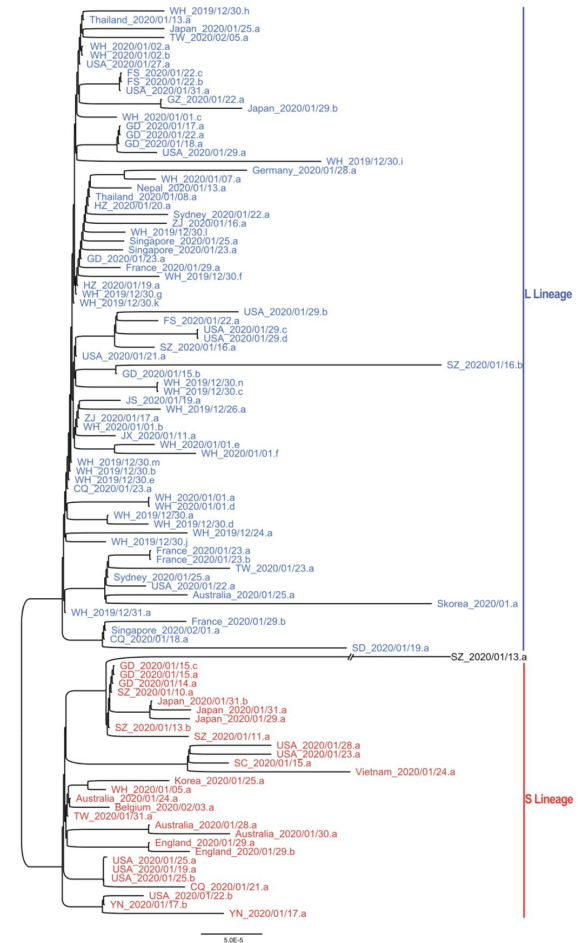 WH_2019/12/30.h
Thailand_2020/01/13.a
Japan_2020/01/25.a
TW_2020/02/05.a
WH_2020/01/02.a
WH_2020/01/02.b
USA_2020/01/27.a
FS_2020/01/22.c
FS_2020/01/22.b
USA_2020/01/31.a
GZ_2020/01/22.a
Japan_2020/01/29.b
WH_2020/01/01.c
GD_2020/01/17.a
GD_2020/01/22.a
GD_2020/01/18.a
USA_2020/01/29.a
WH_2019/12/30.i
Germany_2020/01/28.a
WH_2020/01/07.a
Nepal_2020/01/13.a
Thailand_2020/01/08.a
HZ_2020/01/20.a
Sydney_2020/01/22.a
ZJ_2020/01/16.a
WH_2019/12/30.l
Singapore_2020/01/25.a
Singapore_2020/01/23.a
GD_2020/01/23.a
France_2020/01/29.a
WH_2019/12/30.f
HZ_2020/01/19.a
WH_2019/12/30.g
WH_2019/12/30.k
L Lineage
USA_2020/01/29.b
FS_2020/01/22.a
USA_2020/01/29.c
USA_2020/01/29.d
SZ_2020/01/16.a
USA_2020/01/21.a
SZ_2020/01/16.b
GD_2020/01/15.b
WH_2019/12/30.n
WH_2019/12/30.c
JS_2020/01/19.a
WH_2019/12/26.a
ZJ_2020/01/17.a
WH_2020/01/01.b
JX_2020/01/11.a
WH_2020/01/01.e
WH_2020/01/01.f
WH_2019/12/30.m
WH_2019/12/30.b
WH_2019/12/30.e
CQ_2020/01/23.a
WH_2020/01/01.a
WH_2020/01/01.d
WH_2019/12/30.a
WH_2019/12/30.d
WH_2019/12/24.a
WH_2019/12/30.j
France_2020/01/23.a
France_2020/01/23.b
TW_2020/01/23.a
Sydney_2020/01/25.a
USA_2020/01/22.a
Australia_2020/01/25.a
Skorea_2020/01.a
WH_2019/12/31.a
France_2020/01/29.b
Singapore_2020/02/01.a
CQ_2020/01/18.a
SD_2020/01/19.a
SZ_2020/01/13.a
GD_2020/01/15.c
GD_2020/01/15.a
GD_2020/01/14.a
SZ_2020/01/10.a
Japan_2020/01/31.b
Japan_2020/01/31.a
Japan_2020/01/29.a
SZ_2020/01/13.b
SZ_2020/01/11.a
USA_2020/01/28.a
USA_2020/01/23.a
SC_2020/01/15.a
Vietnam_2020/01/24.a
Korea_2020/01/25.a
WH_2020/01/05.a
Australia_2020/01/24.a
S Lineage
Belgium_2020/02/03.a
TW_2020/01/31.a
Australia_2020/01/28.a
Australia_2020/01/30.a
England_2020/01/29.a
England_2020/01/29.b
USA_2020/01/25.a
USA_2020/01/19.a
USA_2020/01/25.b
CQ_2020/01/21.a
USA_2020/01/22.b
YN_2020/01/17.b
YN_2020/01/17.a
5.0E-5